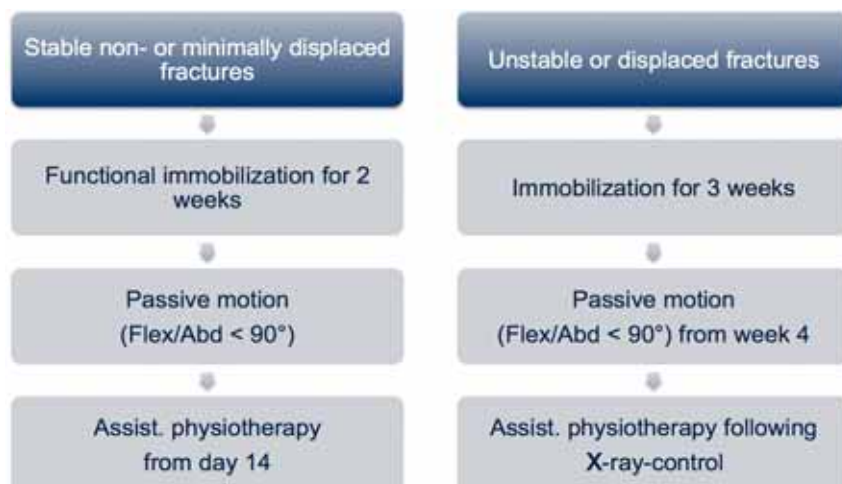 Stable non- or minimally displaced
fractures
Functional immobilization for 2
weeks
Passive motion
(Flex/Abd < 90°)
Assist. physiotherapy
from day 14
Unstable or displaced fractures
Immobilization for 3 weeks
Passive motion
(Flex/Abd < 90°) from week 4
Assist. physiotherapy following
X-ray-control